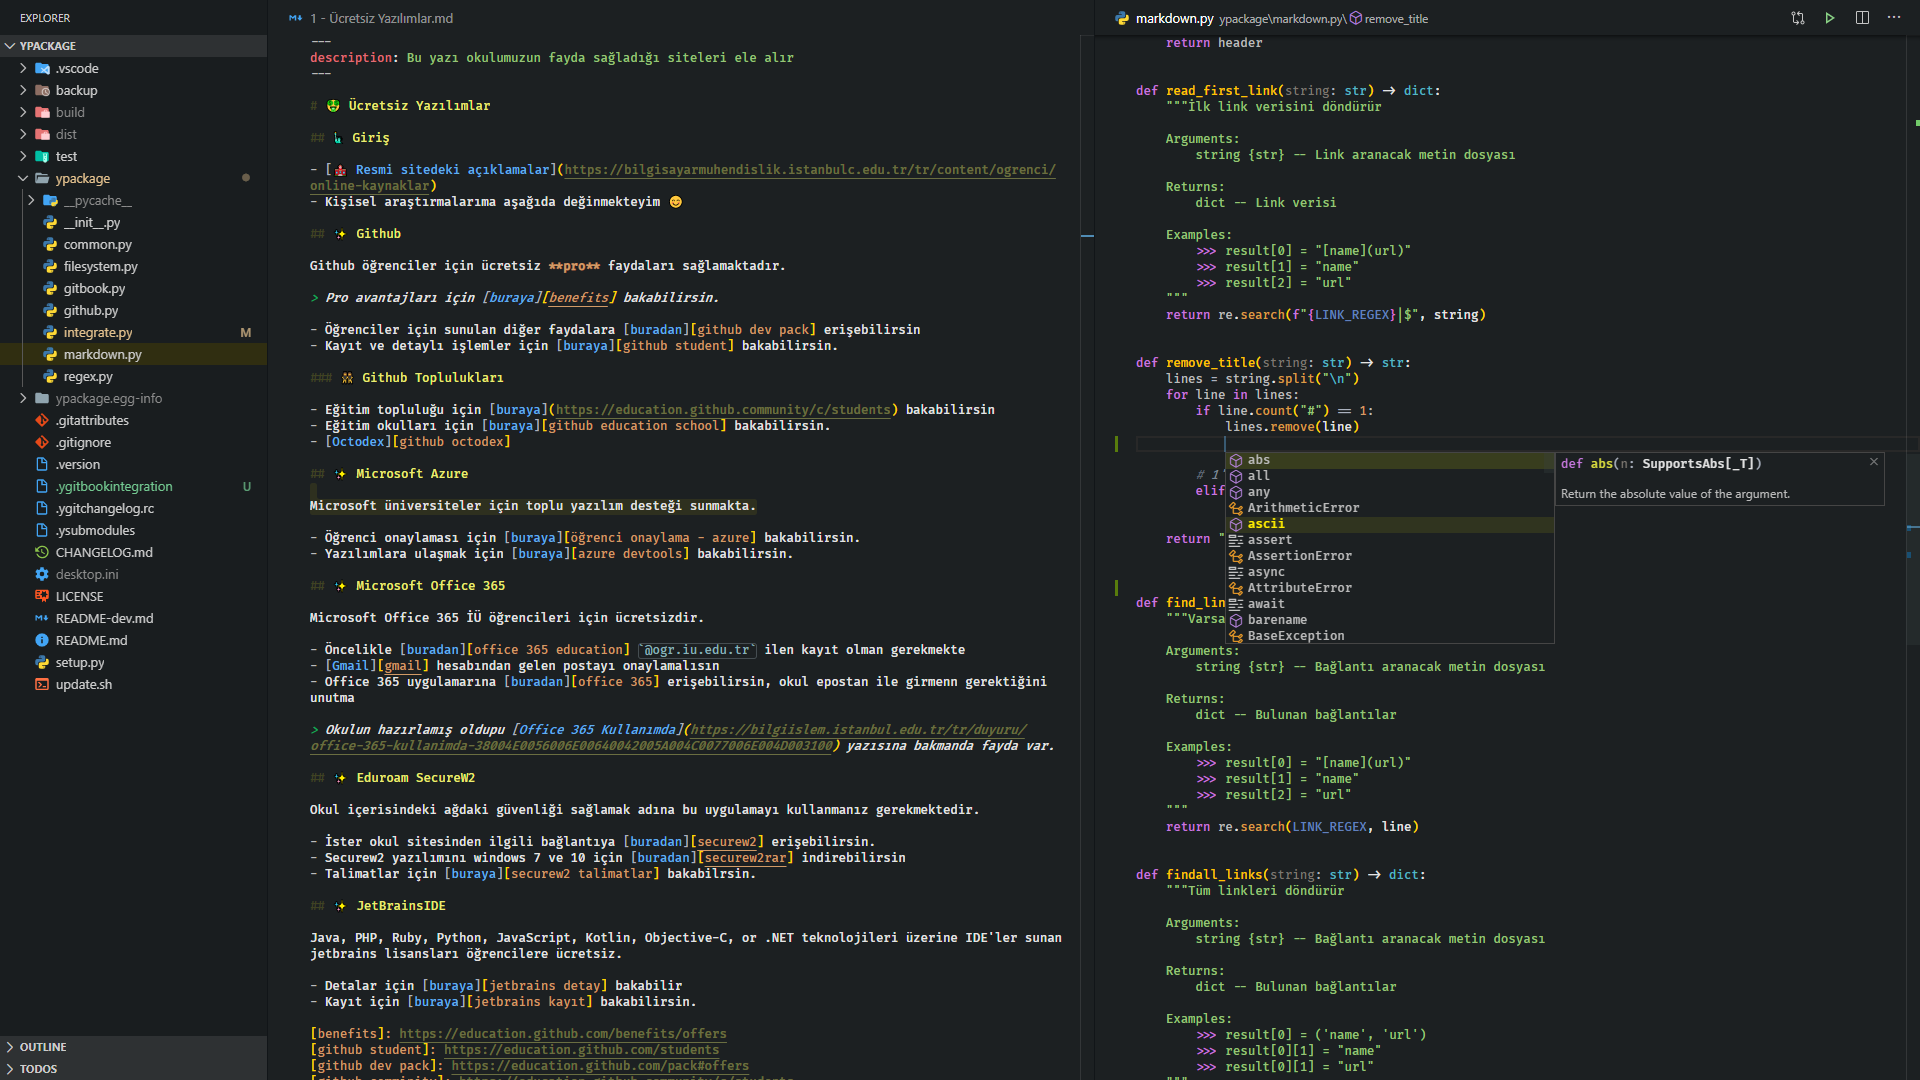 EXPLORER
YPACKAGE
.vscode
backup
build
dist
test
ypackage
__pycache__
__init__.py
common.py
filesystem.py
gitbook.py
github.py
integrate.py M
markdown.py
regex.py
ypackage.egg-info
.gitattributes
.gitignore
.version
.ygitbookintegration U
.ygitchangelog.rc
.ysubmodules
CHANGELOG.md
desktop.ini
LICENSE
README-dev.md
README.md
setup.py
update.sh
OUTLINE
TODOS
1 - Ücretsiz Yazılımlar.md
---
description: Bu yazı okulumuzun fayda sağladığı siteleri ele alır
---
# 🤑 Ücretsiz Yazılımlar
## Giriş
- [ Resmi sitedeki açıklamalar](https://bilgisayarmuhendislik.istanbulc.edu.tr/tr/content/ogrenci/
online-kaynaklar)
- Kişisel araştırmalarıma aşağıda değinmekteyim 😊
## ✨ Github
Github öğrenciler için ücretsiz **pro** faydaları sağlamaktadır.
> Pro avantajları için [buraya][benefits] bakabilirsin.
- Öğrenciler için sunulan diğer faydalara [buradan][github dev pack] erişebilirsin
- Kayıt ve detaylı işlemler için [buraya][github student] bakabilirsin.
### Github Toplulukları
- Eğitim topluluğu için [buraya](https://education.github.community/c/students) bakabilirsin
- Eğitim okulları için [buraya][github education school] bakabilirsin.
- [Octodex][github octodex]
## ✨ Microsoft Azure
Microsoft üniversiteler için toplu yazılım desteği sunmakta.
- Öğrenci onaylaması için [buraya][öğrenci onaylama - azure] bakabilirsin.
- Yazılımlara ulaşmak için [buraya][azure devtools] bakabilirsin.
## ✨ Microsoft Office 365
Microsoft Office 365 İÜ öğrencileri için ücretsizdir.
- Öncelikle [buradan][office 365 education] `@ogr.iu.edu.tr` ilen kayıt olman gerekmekte
- [Gmail][gmail] hesabından gelen postayı onaylamalısın
- Office 365 uygulamarına [buradan][office 365] erişebilirsin, okul epostan ile girmenn gerektiğini
unutma
> Okulun hazırlamış oldupu [Office 365 Kullanımda](https://bilgiislem.istanbul.edu.tr/tr/duyuru/
office-365-kullanimda-38004E0056006E00640042005A004C0077006E004D003100) yazısına bakmanda fayda var.
## ✨ Eduroam SecureW2
Okul içerisindeki ağdaki güvenliği sağlamak adına bu uygulamayı kullanmanız gerekmektedir.
- İster okul sitesinden ilgili bağlantıya [buradan][securew2] erişebilirsin.
- Securew2 yazılımını windows 7 ve 10 için [buradan][securew2rar] indirebilirsin
- Talimatlar için [buraya][securew2 talimatlar] bakabilrsin.
## ✨ JetBrainsIDE
Java, PHP, Ruby, Python, JavaScript, Kotlin, Objective-C, or .NET teknolojileri üzerine IDE'ler sunan
jetbrains lisansları öğrencilere ücretsiz.
- Detalar için [buraya][jetbrains detay] bakabilir
- Kayıt için [buraya][jetbrains kayıt] bakabilirsin.
[benefits]: https://education.github.com/benefits/offers
[github student]: https://education.github.com/students
[github dev pack]: https://education.github.com/pack#offers
markdown.py ypackage\markdown.py\ remove_title
return header
def read_first_link(string: str) -> dict:
"""İlk link verisini döndürür
Arguments:
string {str} -- Link aranacak metin dosyası
Returns:
dict -- Link verisi
Examples:
>>> result[0] = "[name](url)"
>>> result[1] = "name"
>>> result[2] = "url"
"""
return re.search(f"{LINK_REGEX}|$", string)
def remove_title(string: str) -> str:
lines = string.split("\n")
for line in lines:
if line.count("#") == 1:
lines.remove(line)
# 1
elif
return "
def find_lin
"""Varsa
Arguments:
string {str} -- Bağlantı aranacak metin dosyası
Returns:
dict -- Bulunan bağlantılar
Examples:
>>> result[0] = "[name](url)"
>>> result[1] = "name"
>>> result[2] = "url"
"""
return re.search(LINK_REGEX, line)
def findall_links(string: str) -> dict:
"""Tüm linkleri döndürür
Arguments:
string {str} -- Bağlantı aranacak metin dosyası
Returns:
dict -- Bulunan bağlantılar
Examples:
>>> result[0] = ('name', 'url')
>>> result[0][1] = "name"
>>> result[0][1] = "url"
"""
abs
all
any
ArithmeticError
ascii
assert
AssertionError
async
AttributeError
await
barename
BaseException
def abs(n: SupportsAbs[_T])
Return the absolute value of the argument.